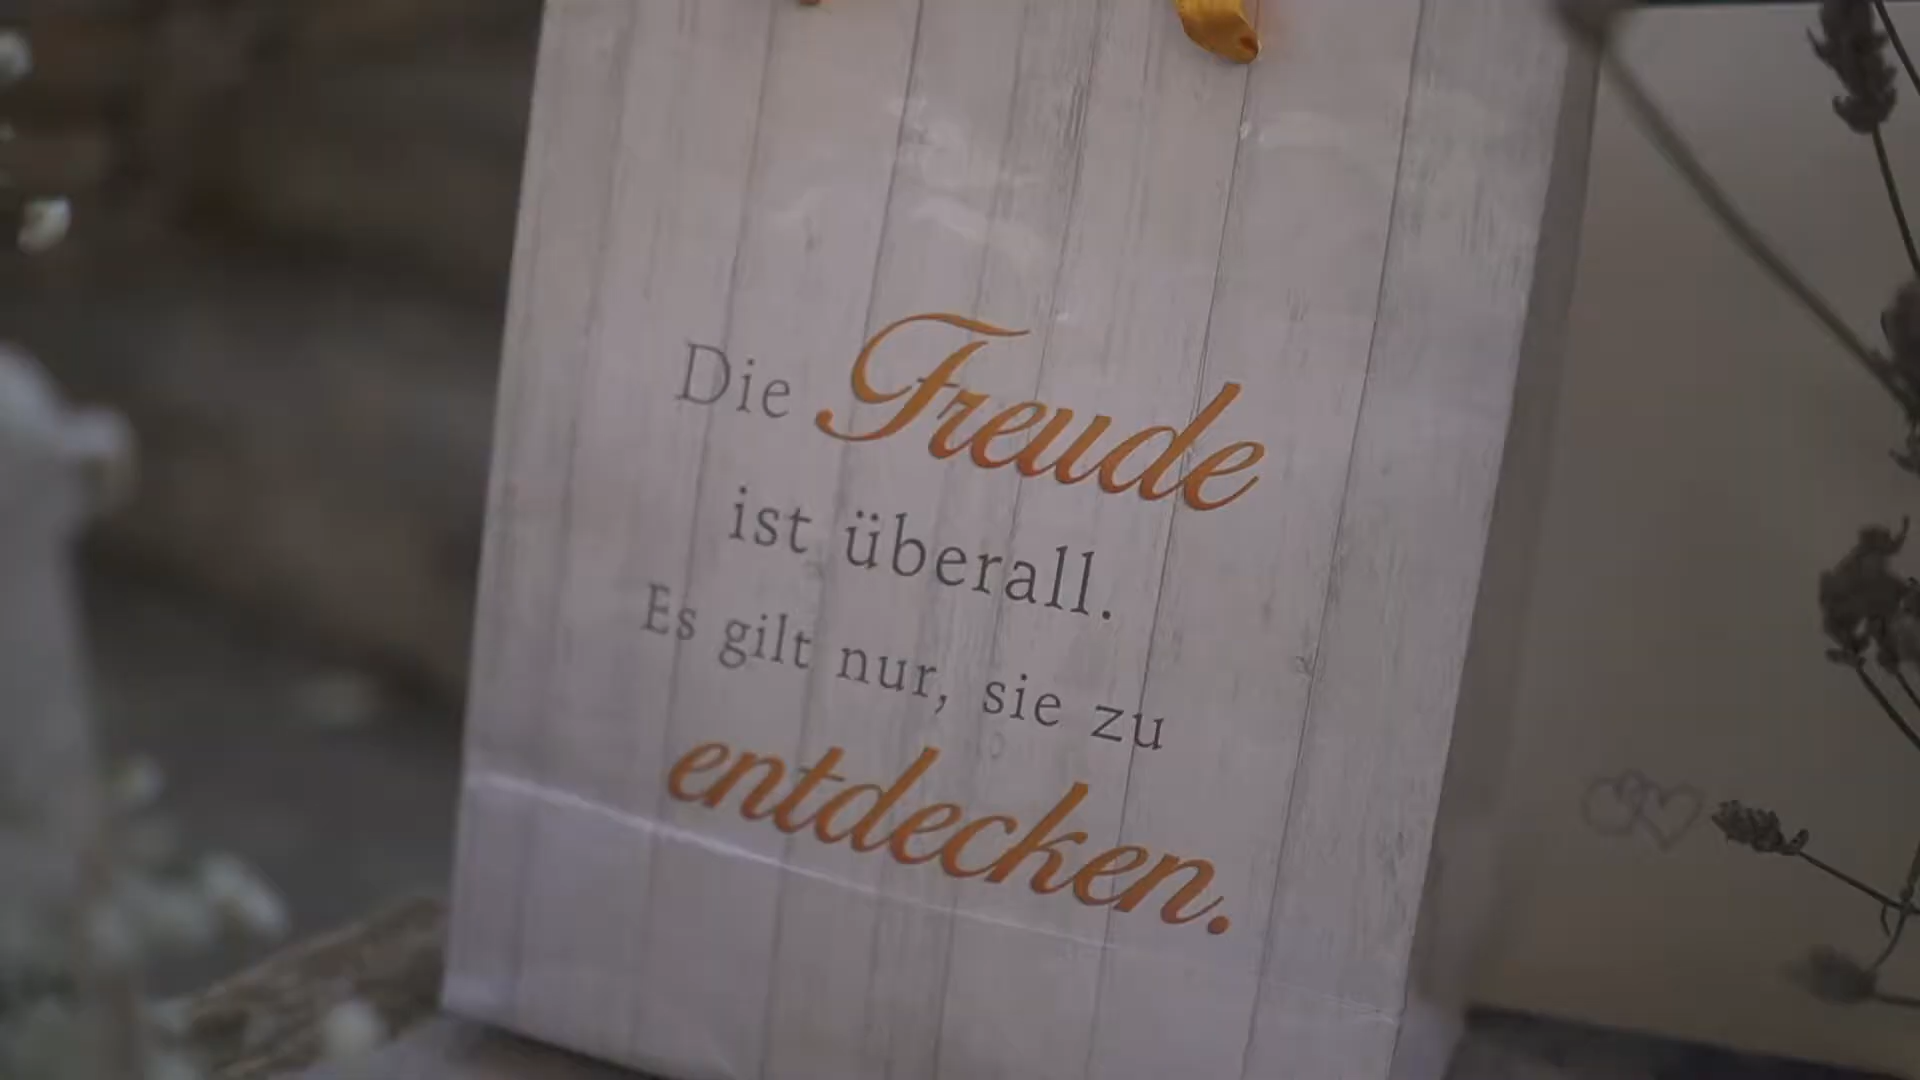 Die Freude
ist überall.
Es gilt nur, sie zu
entdecken.